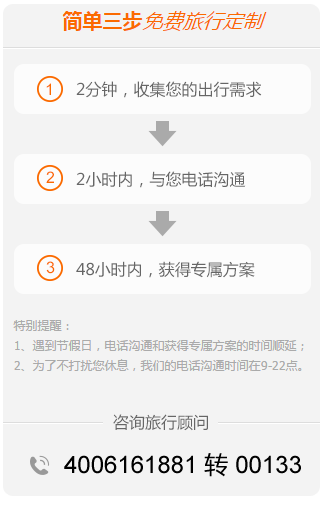 简单三步免费旅行定制
1 2分钟，收集您的出行需求
2 2小时内，与您电话沟通
3 48小时内，获得专属方案
特别提醒：
1、遇到节假日，电话沟通和获得专属方案的时间顺延；
2、为了不打扰您休息，我们的电话沟通时间在9-22点。
咨询旅行顾问
4006161881 转 00133